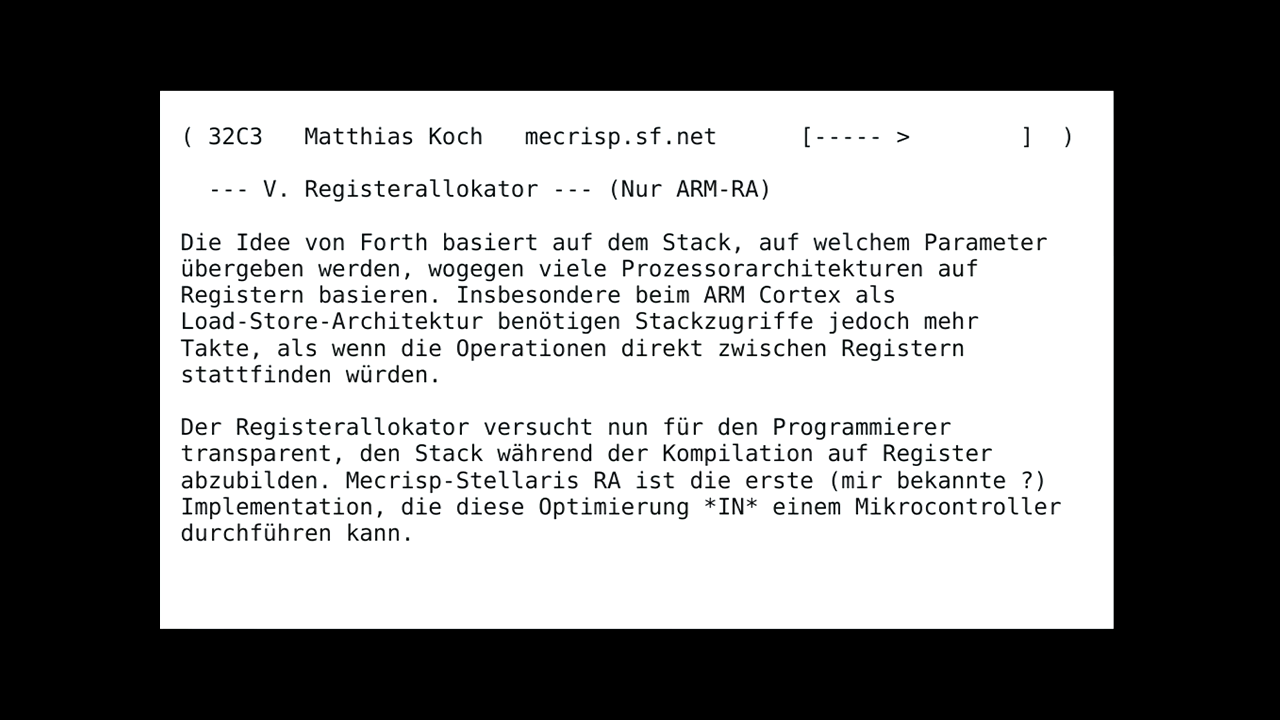 ( 32C3   Matthias Koch   mecrisp.sf.net      [----- >        ]  )
--- V. Registerallokator --- (Nur ARM-RA)
Die Idee von Forth basiert auf dem Stack, auf welchem Parameter
übergeben werden, wogegen viele Prozessorarchitekturen auf
Registern basieren. Insbesondere beim ARM Cortex als
Load-Store-Architektur benötigen Stackzugriffe jedoch mehr
Takte, als wenn die Operationen direkt zwischen Registern
stattfinden würden.
Der Registerallokator versucht nun für den Programmierer
transparent, den Stack während der Kompilation auf Register
abzubilden. Mecrisp-Stellaris RA ist die erste (mir bekannte ?)
Implementation, die diese Optimierung *IN* einem Mikrocontroller
durchführen kann.